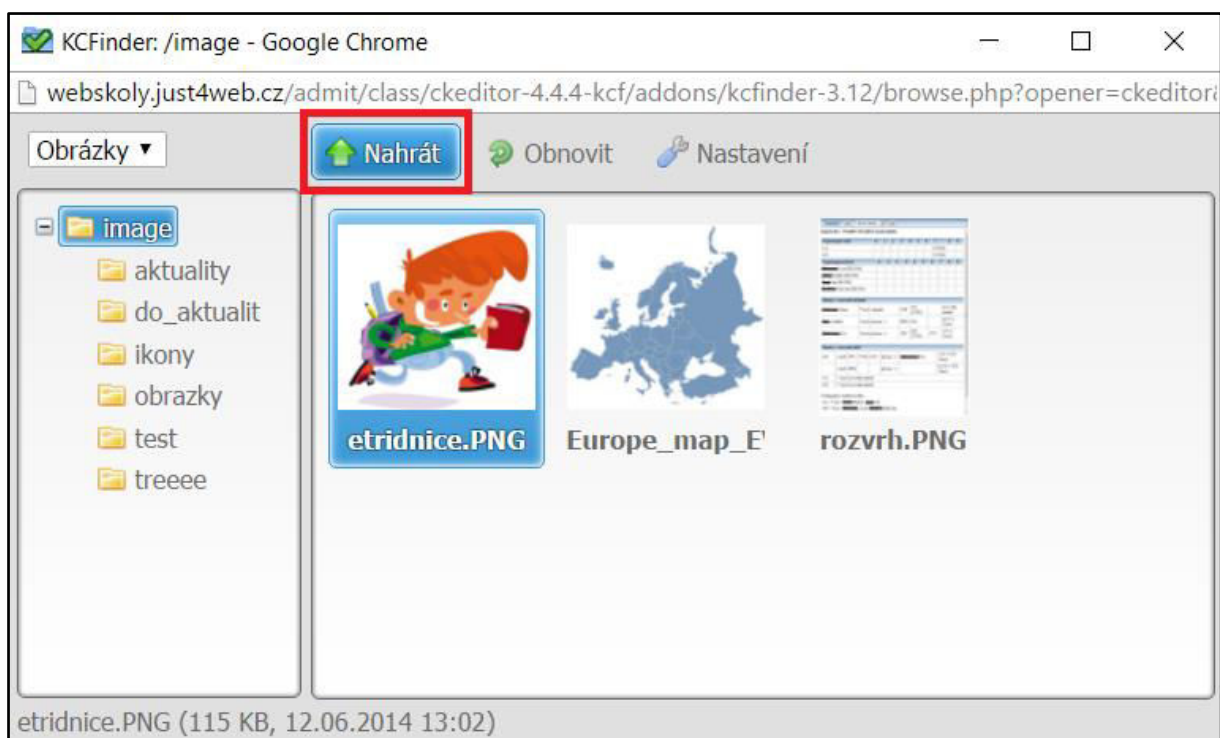 KCFinder: /image - Google Chrome
webskoly.just4web.cz/admit/class/ckeditor-4.4.4-kcf/addons/kcfinder-3.12/browse.php?opener=ckeditor
Obrázky ▼ Nahrát Obnovit Nastavení
image
aktuality
do_aktualit
ikony
obrazky
test
treeee
etridnice.PNG Europe_map_E rozvrh.PNG
etridnice.PNG (115 KB, 12.06.2014 13:02)